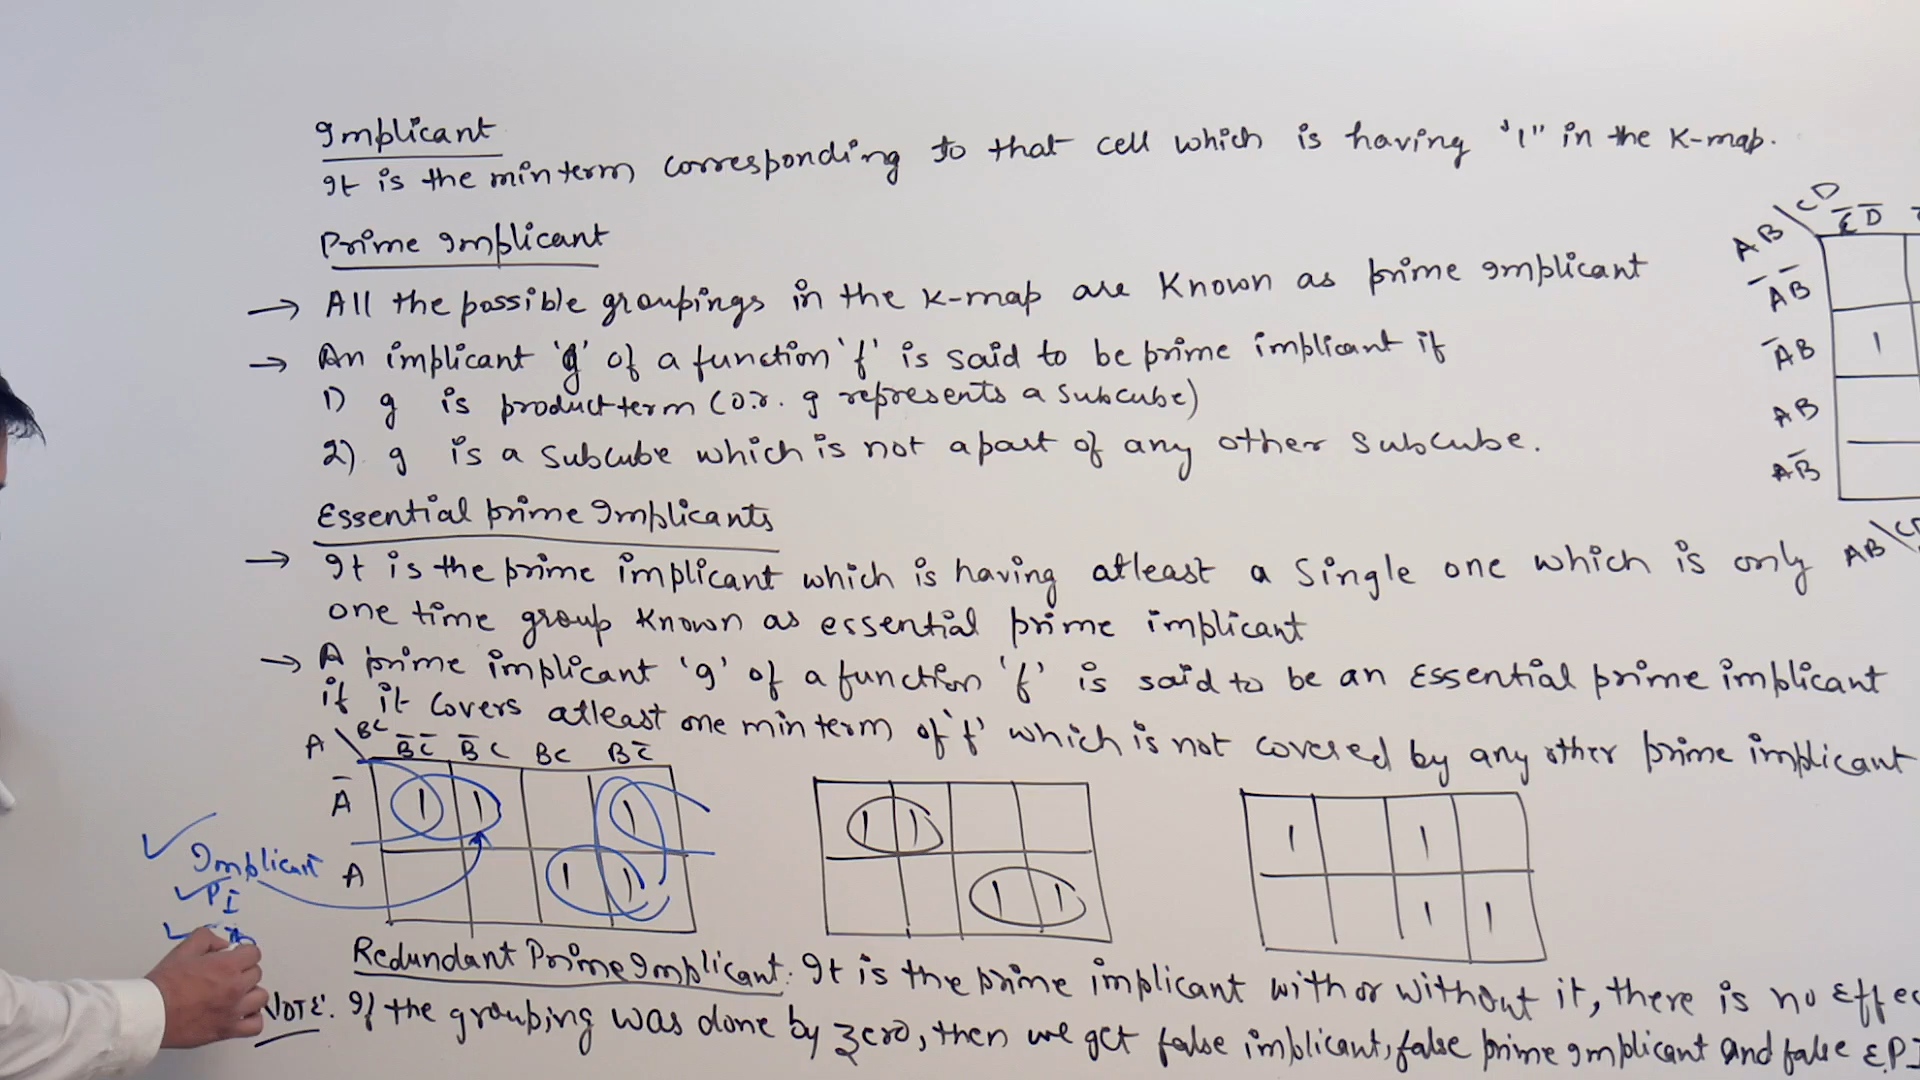 Implicant
It is the minterm corresponding to that cell which is having "1" in the K-map.
Prime Implicant
→ All the possible groupings in the K-map are Known as prime Implicant
→ An implicant 'g' of a function 'f' is said to be prime implicant if
1) g is product term (o.r. g represents a Subcube)
2). g is a Subcube which is not a part of any other Subcube.
Essential prime Implicants
→ It is the prime implicant which is having atleast a Single one which is only
one time group Known as essential prime implicant
→ A prime implicant 'g' of a function 'f' is said to be an Essential prime implicant
if it Covers atleast one minterm of 'f' which is not covered by any other prime implicant
A \ BC B̅C̅ B̅C BC BC̅
A̅ 1 1 1
A 1 1
Implicant
PI
1 1
1 1
1 1
1 1
AB \ CD
C̅D̅
A̅B̅
A̅B 1
AB
AB̅
AB \
Redundant Prime Implicant: It is the prime implicant with or without it, there is no
NOTE: If the grouping was done by zero, then we get false implicant, false prime Implicant and false